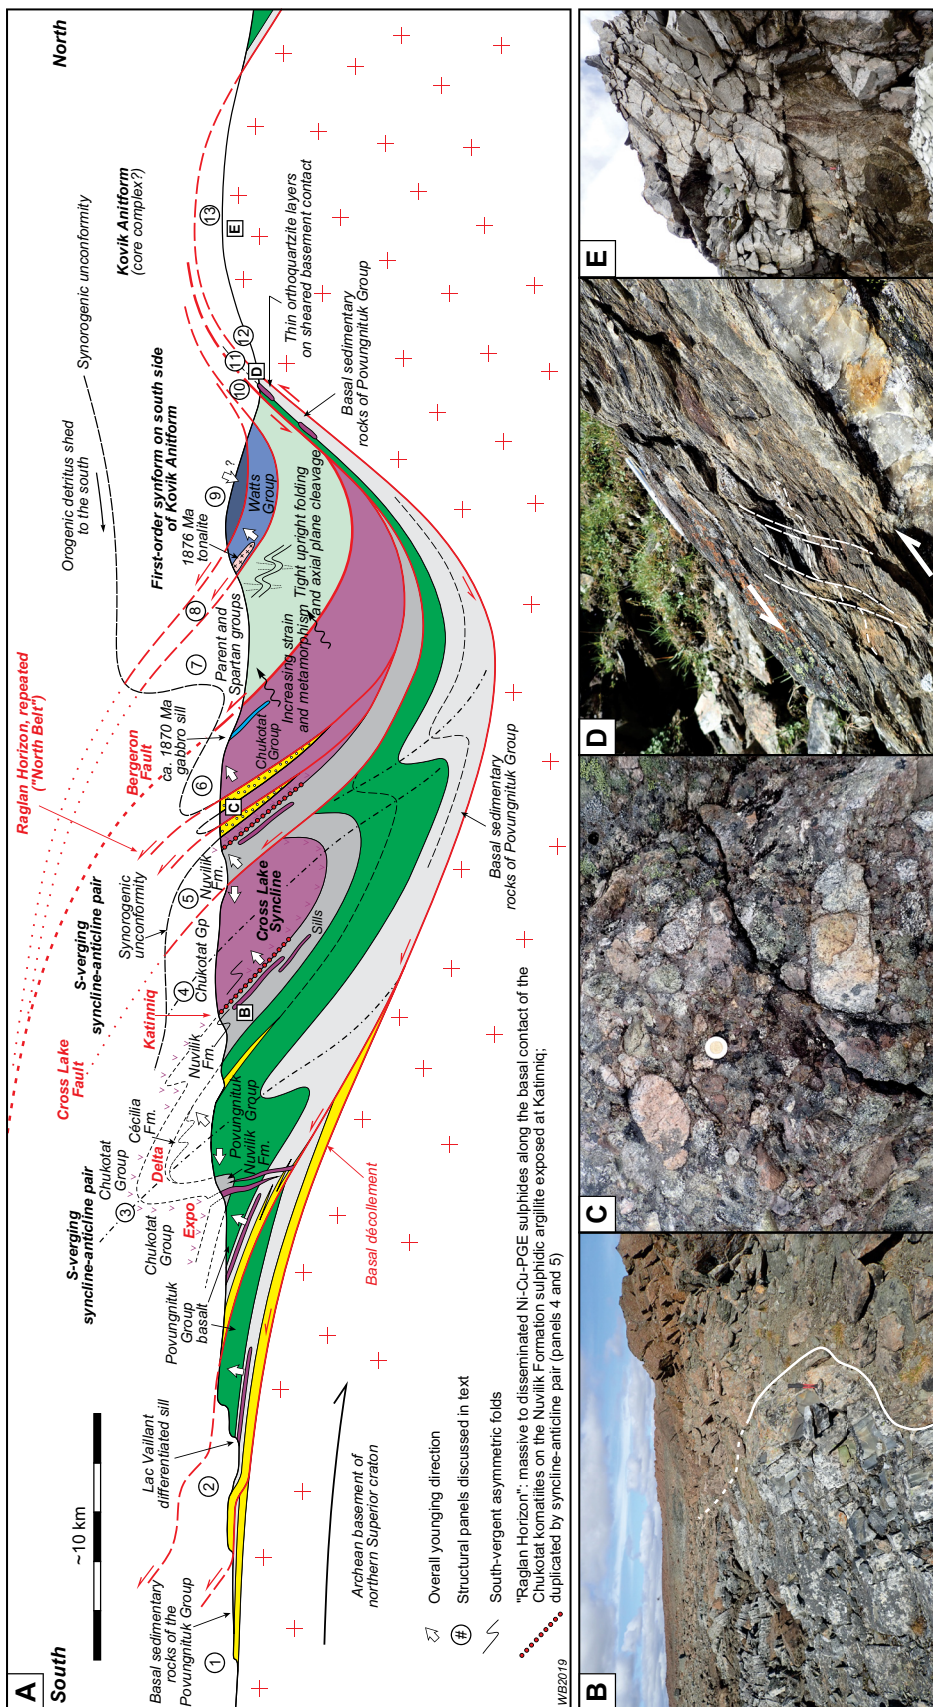 A
South
North
~10 km
Basal sedimentary
rocks of the
Povungnituk Group
1
2
Lac Vaillant
differentiated sill
Povungnituk
Group
basalt
S-verging
syncline-anticline pair
3
Chukotat
Group
Expo
Chukotat
Group
Delta
Cécilia
Fm.
Povungnituk
Group
Nuvilik
Fm.
Nuvilik
Fm.
Katinniq
4
Chukotat Gp
Cross Lake
Fault
S-verging
syncline-anticline pair
Synorogenic
unconformity
5
Nuvilik
Fm.
Cross Lake
Syncline
Sills
B
C
6
Raglan Horizon, repeated
("North Belt")
Bergeron
Fault
ca. 1870 Ma
gabbro sill
Chukotat
Group
7
Parent and
Spartan groups
8
Increasing strain
and metamorphism
Tight upright folding
and axial plane cleavage
Orogenic detritus shed
to the south
Synorogenic unconformity
First-order synform on south side
of Kovik Anitform
1876 Ma
tonalite
9
?
Watts
Group
10
11
12
D
Thin orthoquartzite layers
on sheared basement contact
Basal sedimentary
rocks of Povungnituk Group
Kovik Anitform
(core complex?)
13
E
Basal sedimentary
rocks of Povungnituk Group
Basal décollement
Archean basement of
northern Superior craton
Overall younging direction
# Structural panels discussed in text
South-vergent asymmetric folds
"Raglan Horizon": massive to disseminated Ni-Cu-PGE sulphides along the basal contact of the
Chukotat komatiites on the Nuvilik Formation sulphidic argillite exposed at Katinniq;
duplicated by syncline-anticline pair (panels 4 and 5)
WB2019
B
C
D
E